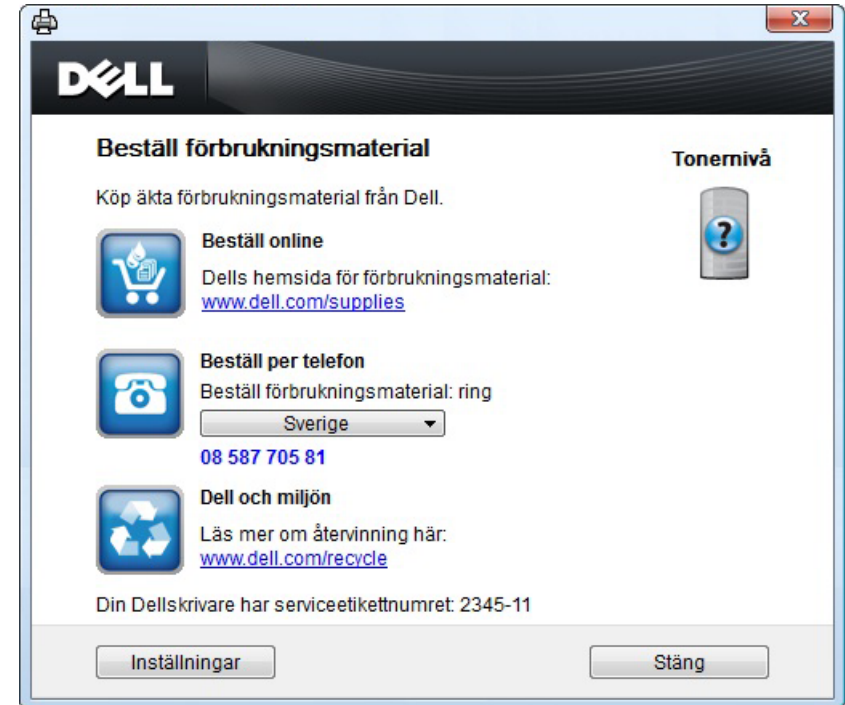 DELL
Beställ förbrukningsmaterial
Tonernivå
Köp äkta förbrukningsmaterial från Dell.
?
Beställ online
Dells hemsida för förbrukningsmaterial:
www.dell.com/supplies
Beställ per telefon
Beställ förbrukningsmaterial: ring
Sverige
08 587 705 81
Dell och miljön
Läs mer om återvinning här:
www.dell.com/recycle
Din Dellskrivare har serviceetikettnumret: 2345-11
Inställningar
Stäng